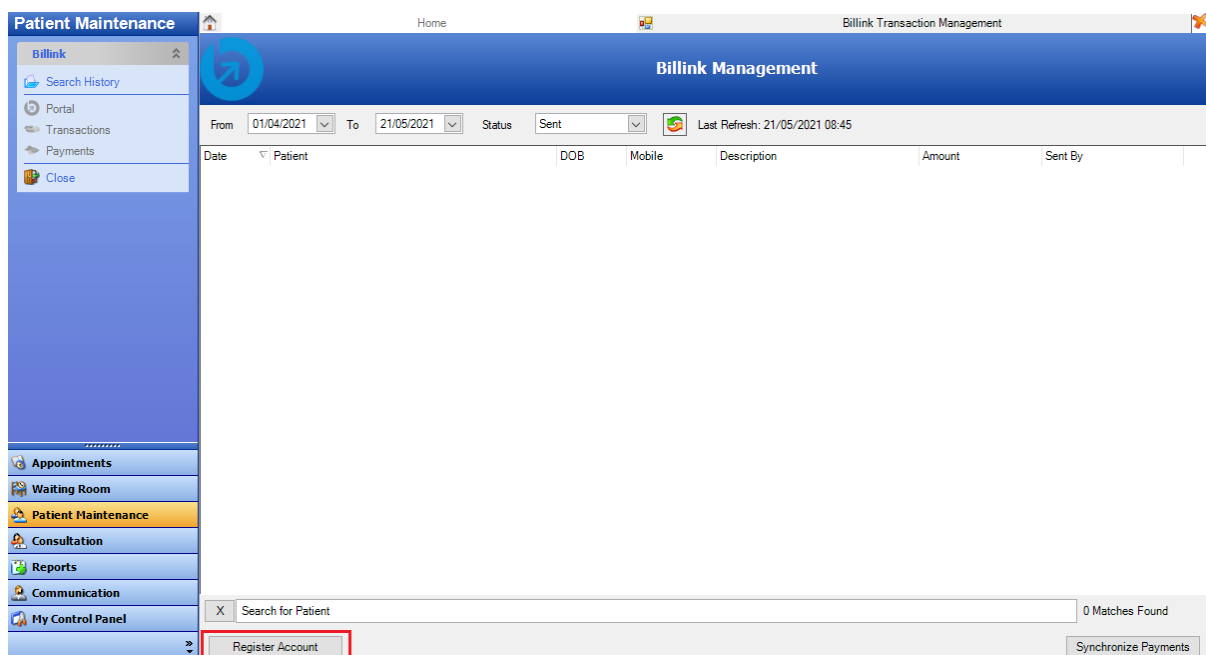 Patient Maintenance
Home
Billink Transaction Management
Billink
Search History
Portal
Transactions
Payments
Close
Billink Management
From 01/04/2021 To 21/05/2021 Status Sent Last Refresh: 21/05/2021 08:45
Date Patient DOB Mobile Description Amount Sent By
Appointments
Waiting Room
Patient Maintenance
Consultation
Reports
Communication
My Control Panel
X Search for Patient 0 Matches Found
Register Account Synchronize Payments